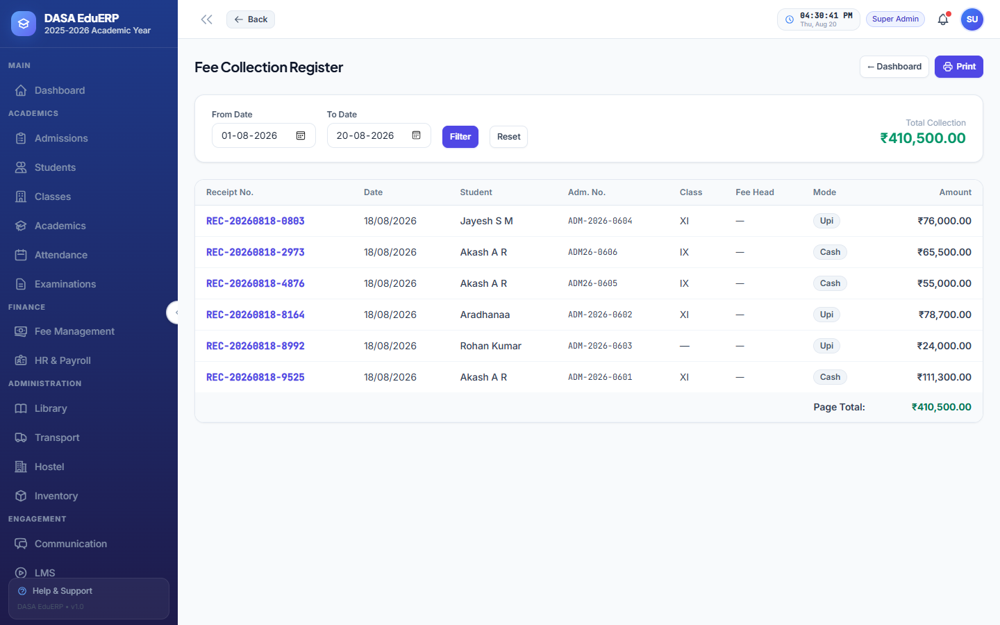 DASA EduERP
2025-2026 Academic Year
MAIN
Dashboard
ACADEMICS
Admissions
Students
Classes
Academics
Attendance
Examinations
FINANCE
Fee Management
HR & Payroll
ADMINISTRATION
Library
Transport
Hostel
Inventory
ENGAGEMENT
Communication
LMS
Help & Support
DASA EduERP • v1.0
← Back
04:30:41 PM
Thu, Aug 20
Super Admin
SU
Fee Collection Register
← Dashboard
Print
From Date
To Date
01-08-2026
20-08-2026
Filter
Reset
Total Collection
₹410,500.00
Receipt No. Date Student Adm. No. Class Fee Head Mode Amount
REC-20260818-0803 18/08/2026 Jayesh S M ADM-2026-0604 XI — Upi ₹76,000.00
REC-20260818-2973 18/08/2026 Akash A R ADM26-0606 IX — Cash ₹65,500.00
REC-20260818-4876 18/08/2026 Akash A R ADM26-0605 IX — Cash ₹55,000.00
REC-20260818-8164 18/08/2026 Aradhanaa ADM-2026-0602 XI — Upi ₹78,700.00
REC-20260818-8992 18/08/2026 Rohan Kumar ADM-2026-0603 — — Upi ₹24,000.00
REC-20260818-9525 18/08/2026 Akash A R ADM-2026-0601 XI — Cash ₹111,300.00
Page Total: ₹410,500.00